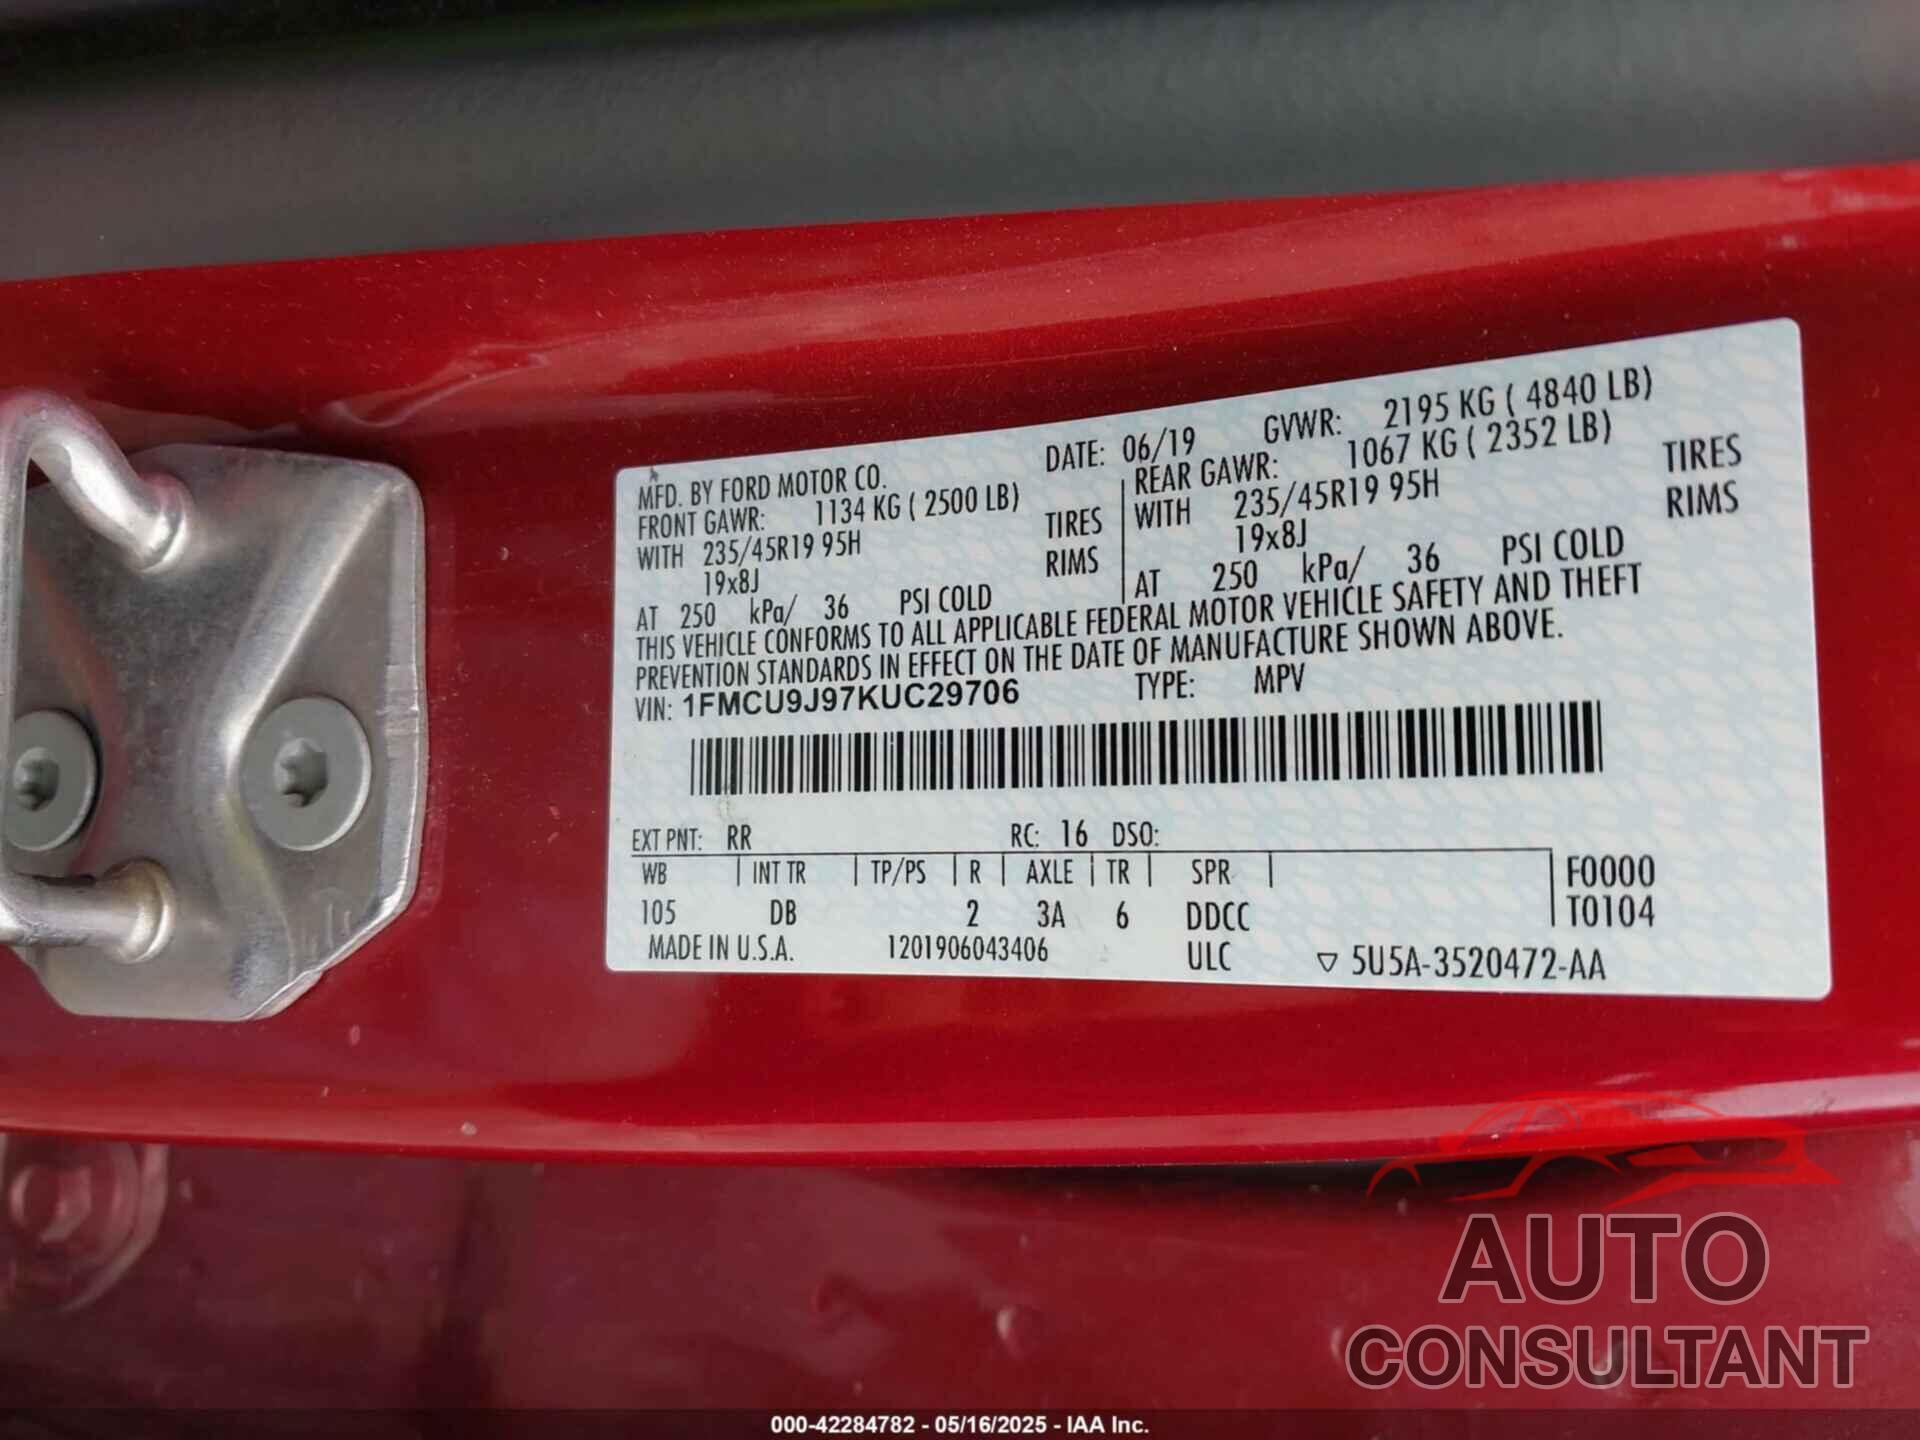 MFD. BY FORD MOTOR CO. DATE: 06/19 GVWR: 2195 KG ( 4840 LB)
FRONT GAWR: 1134 KG ( 2500 LB) REAR GAWR: 1067 KG ( 2352 LB)
WITH 235/45R19 95H TIRES WITH 235/45R19 95H TIRES
19x8J RIMS 19x8J RIMS
AT 250 kPa/ 36 PSI COLD AT 250 kPa/ 36 PSI COLD
THIS VEHICLE CONFORMS TO ALL APPLICABLE FEDERAL MOTOR VEHICLE SAFETY AND THEFT
PREVENTION STANDARDS IN EFFECT ON THE DATE OF MANUFACTURE SHOWN ABOVE.
VIN: 1FMCU9J97KUC29706 TYPE: MPV
EXT PNT: RR RC: 16 DSO:
WB INT TR TP/PS R AXLE TR SPR F0000
105 DB 2 3A 6 DDCC T0104
MADE IN U.S.A. 1201906043406 ULC ▽ 5U5A-3520472-AA
AUTO
CONSULTANT
000-42284782 - 05/16/2025 - IAA Inc.